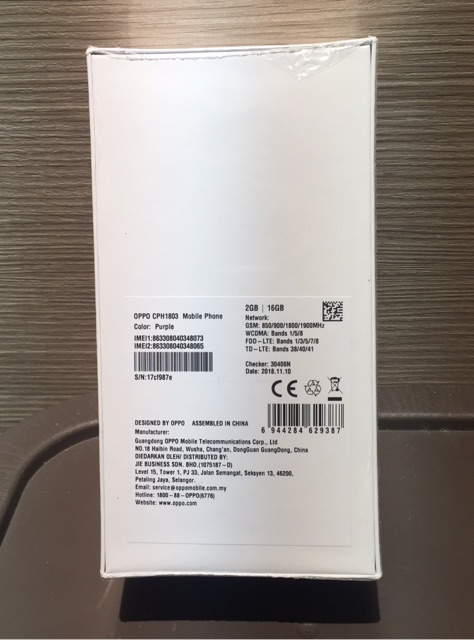 OPPO CPH1803 Mobile Phone
Color: Purple
IMEI1:863308040348073
IMEI2:863308040348065
S/N:17cf987e
2GB | 16GB
Network:
GSM: 850/900/1800/1900MHz
WCDMA: Bands 1/5/8
FDD-LTE: Bands 1/3/5/7/8
TD-LTE: Bands 38/40/41
Checker: 30406N
Date: 2018.11.10
CE
6 944284 629387
DESIGNED BY OPPO ASSEMBLED IN CHINA
Manufacturer:
Guangdong OPPO Mobile Telecommunications Corp., Ltd
NO.18 Haibin Road, Wusha, Chang'an, DongGuan GuangDong, China
DIEDARKAN OLEH/ DISTRIBUTED BY:
JIE BUSINESS SDN. BHD.(1075187-D)
Level 15, Tower 1, PJ 33, Jalan Semangat, Seksyen 13, 46200,
Petaling Jaya, Selangor.
Email: service@oppomobile.com.my
Hotline: 1800-88-OPPO(6776)
Website: www.oppo.com